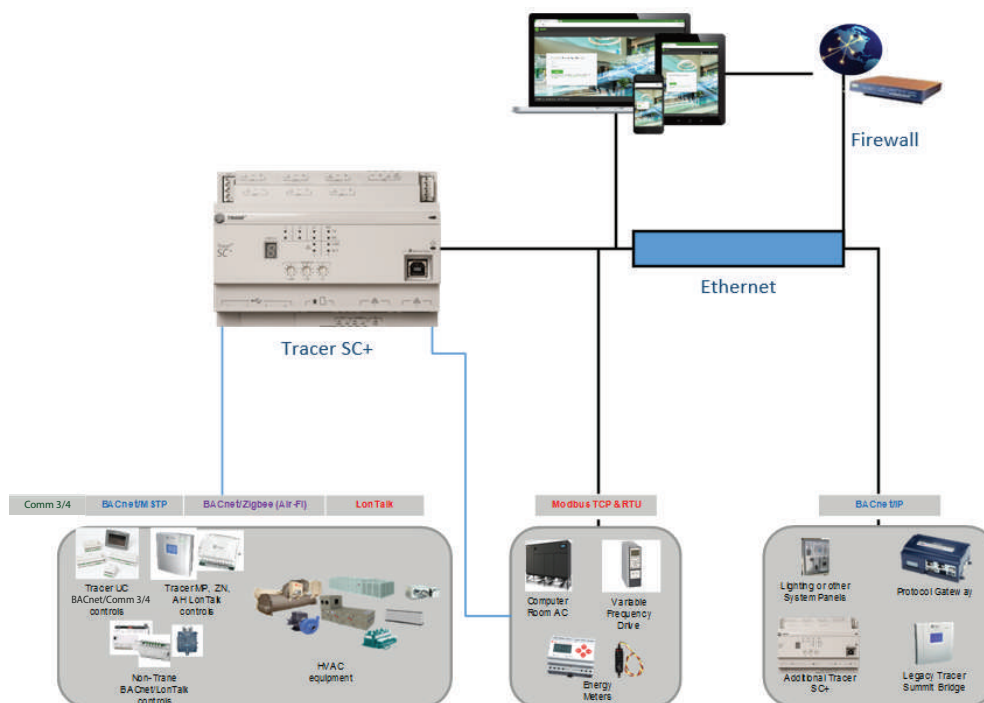 Firewall
TRANE
SC+
Ethernet
Tracer SC+
Comm 3/4
BACnet/MSTP
BACnet/Zigbee (Air-Fi)
LonTalk
Modbus TCP & RTU
BACnet/IP
Tracer UC
BACnet/Comm 3/4
controls
Tracer MP, ZN,
AH LonTalk
controls
Non-Trane
BACnet/LonTalk
controls
HVAC
equipment
Computer
Room AC
Variable
Frequency
Drive
Energy
Meters
Lighting or other
System Panels
Protocol Gateway
Additional Tracer
SC+
Legacy Tracer
Summit Bridge